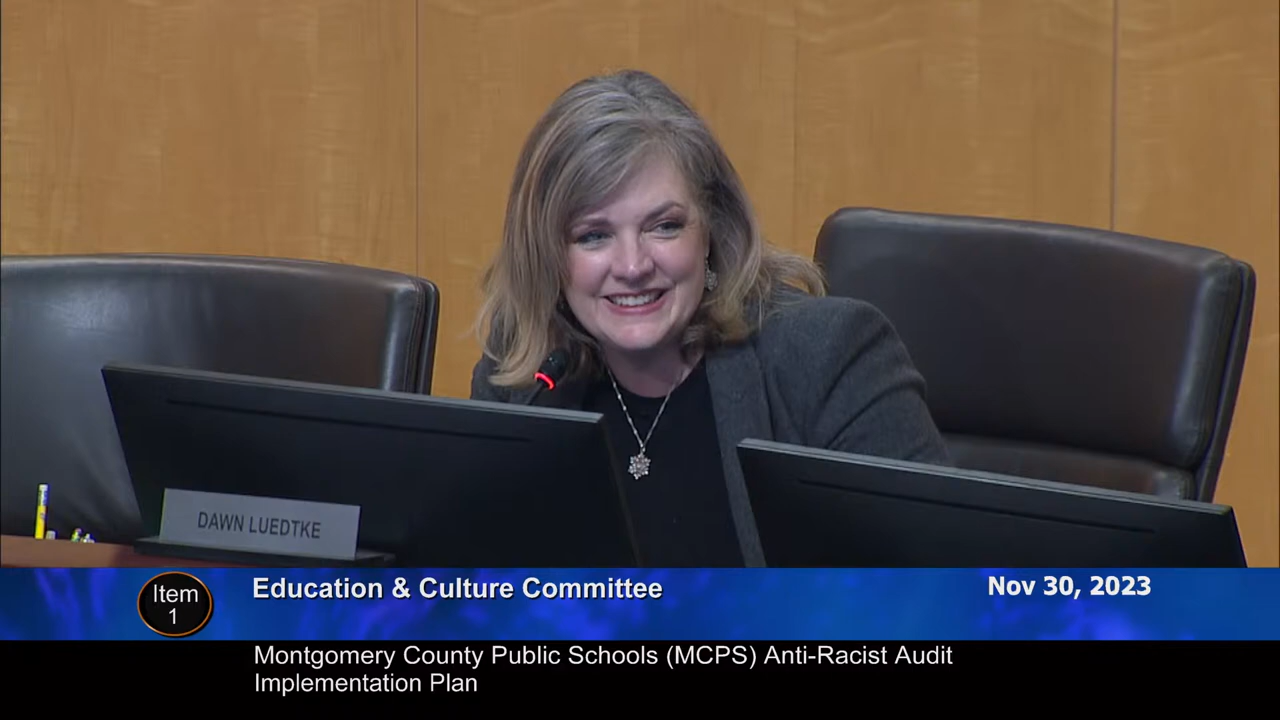 DAWN LUEDTKE
Item
1
Education & Culture Committee
Nov 30, 2023
Montgomery County Public Schools (MCPS) Anti-Racist Audit
Implementation Plan